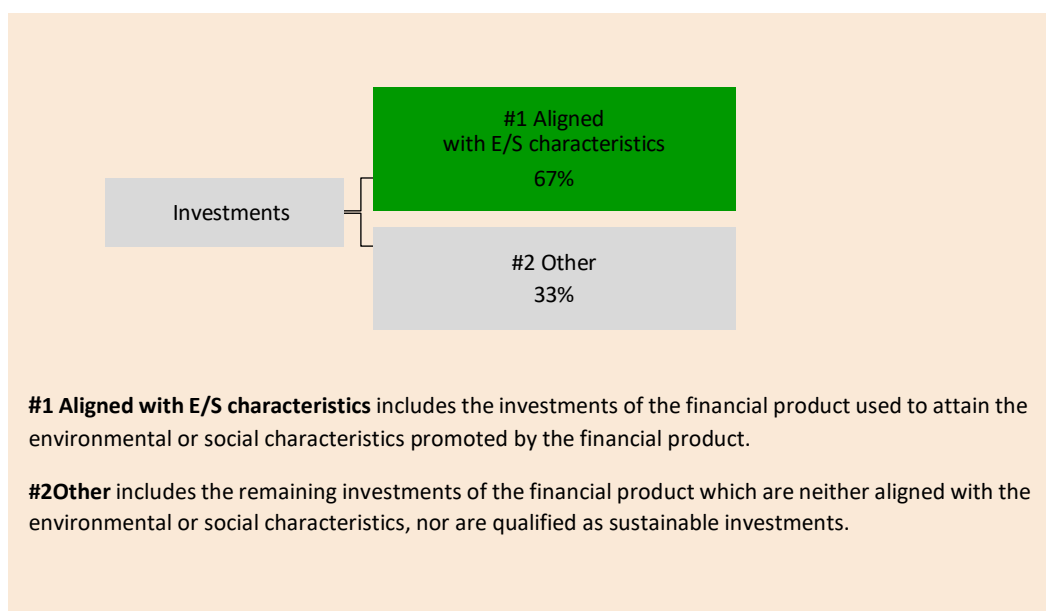 #1 Aligned
with E/S characteristics
67%
Investments
#2 Other
33%
#1 Aligned with E/S characteristics includes the investments of the financial product used to attain the
environmental or social characteristics promoted by the financial product.
#2Other includes the remaining investments of the financial product which are neither aligned with the
environmental or social characteristics, nor are qualified as sustainable investments.